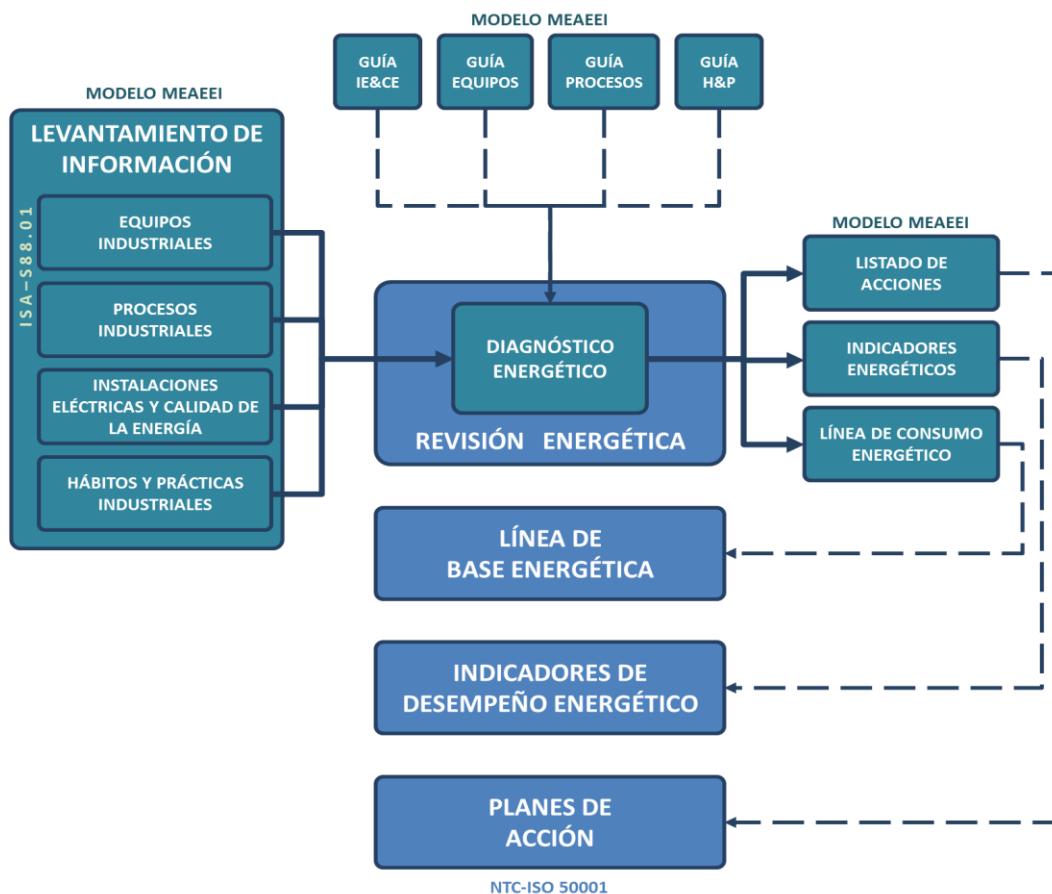 MODELO MEAEEI
GUÍA
IE&CE
GUÍA
EQUIPOS
GUÍA
PROCESOS
GUÍA
H&P
MODELO MEAEEI
LEVANTAMIENTO DE
INFORMACIÓN
ISA–S88.01
EQUIPOS
INDUSTRIALES
PROCESOS
INDUSTRIALES
INSTALACIONES
ELÉCTRICAS Y CALIDAD DE
LA ENERGÍA
HÁBITOS Y PRÁCTICAS
INDUSTRIALES
DIAGNÓSTICO
ENERGÉTICO
REVISIÓN ENERGÉTICA
MODELO MEAEEI
LISTADO DE
ACCIONES
INDICADORES
ENERGÉTICOS
LÍNEA DE CONSUMO
ENERGÉTICO
LÍNEA DE
BASE ENERGÉTICA
INDICADORES DE
DESEMPEÑO ENERGÉTICO
PLANES DE
ACCIÓN
NTC-ISO 50001